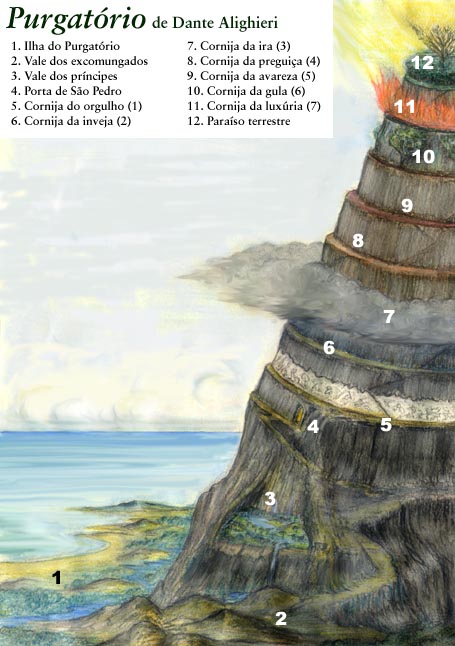 Purgatório de Dante Alighieri
1. Ilha do Purgatório
2. Vale dos excomungados
3. Vale dos príncipes
4. Porta de São Pedro
5. Cornija do orgulho (1)
6. Cornija da inveja (2)
7. Cornija da ira (3)
8. Cornija da preguiça (4)
9. Cornija da avareza (5)
10. Cornija da gula (6)
11. Cornija da luxúria (7)
12. Paraíso terrestre
12
11
10
9
8
7
6
5
4
3
1
2